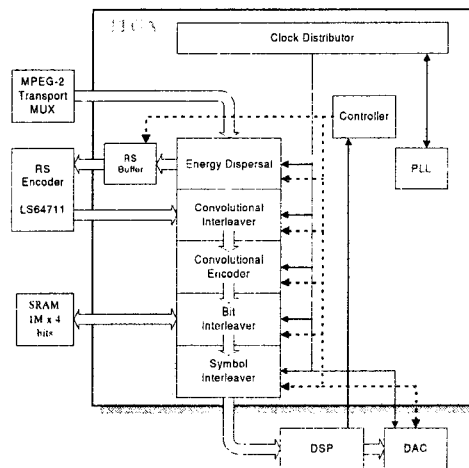 Clock Distributor
MPEG-2
Transport
MUX
Controller
RS
Encoder
LS64711
RS
Buffer
Energy Dispersal
PLL
Convolutional
Interleaver
Convolutional
Encoder
SRAM
1M x 4
bits
Bit
Interleaver
Symbol
Interleaver
DSP
DAC